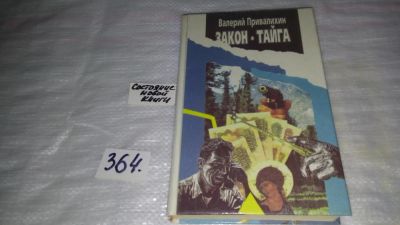 Валерий Привалихин
ЗАКОН-ТАЙГА
Состояние
новой
книги
364.